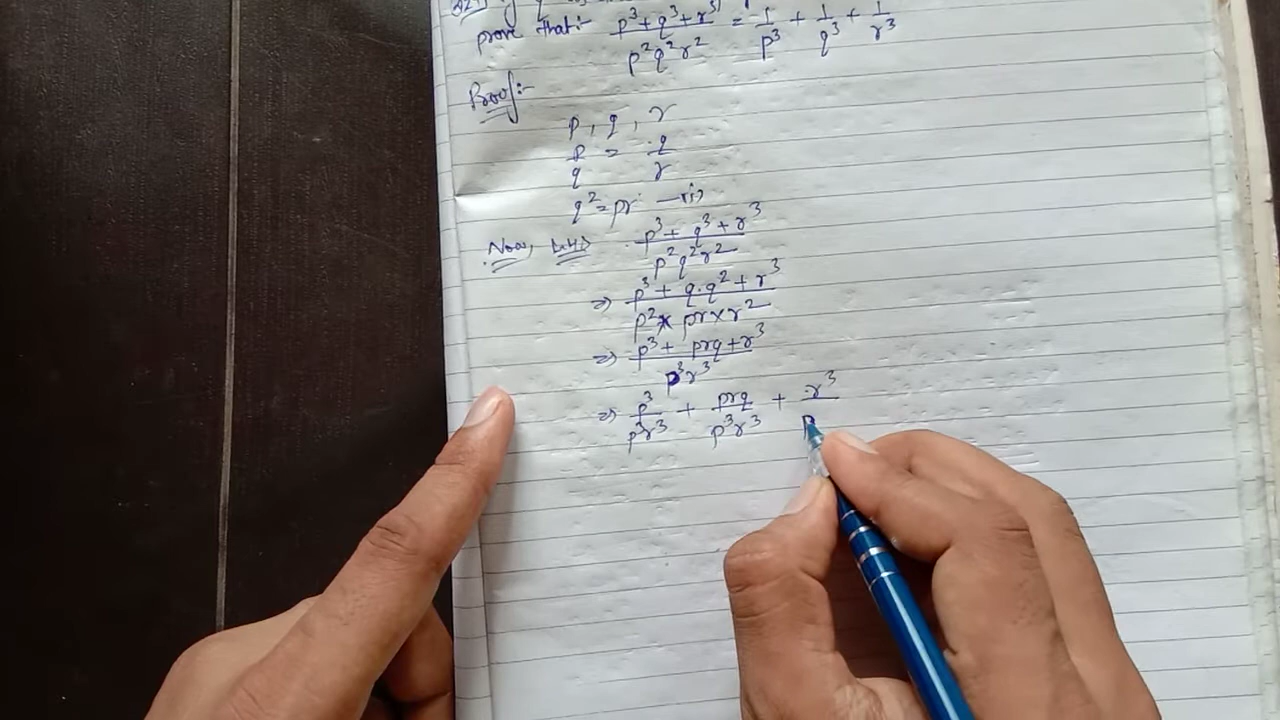 prove that:- p³+q³+r³/p²q²r² = 1/p³ + 1/q³ + 1/r³
Proof:-
p, q, r
p/q = q/r
q² = pr —(i)
Now, LHS p³+q³+r³/p²q²r²
⇒ p³+q·q²+r³/p²×pr×r²
⇒ p³+prq+r³/p³r³
⇒ p³/p³r³ + prq/p³r³ + r³/p